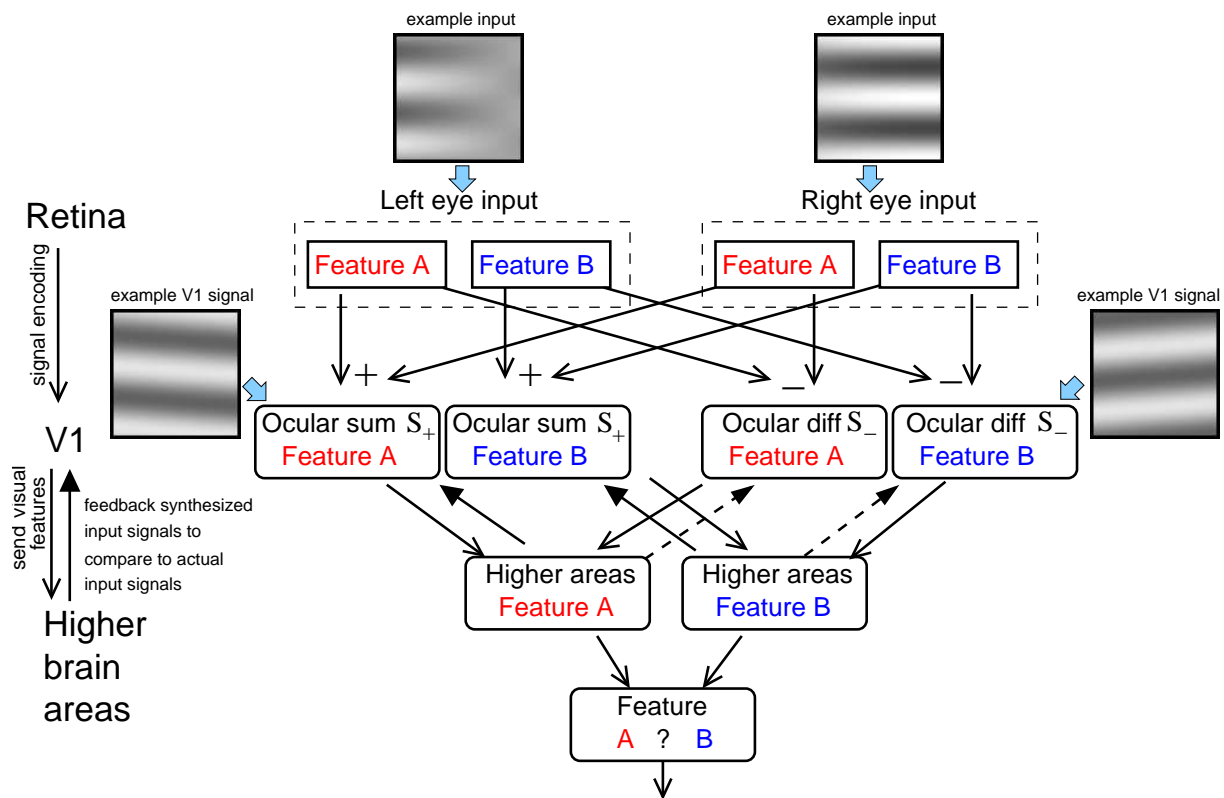 example input
example input
Left eye input
Right eye input
Retina
Feature A
Feature B
Feature A
Feature B
signal encoding
example V1 signal
example V1 signal
+
+
−
−
V1
Ocular sum S+
Feature A
Ocular sum S+
Feature B
Ocular diff S−
Feature A
Ocular diff S−
Feature B
send visual
features
feedback synthesized
input signals to
compare to actual
input signals
Higher areas
Feature A
Higher areas
Feature B
Higher
brain
areas
Feature
A ? B